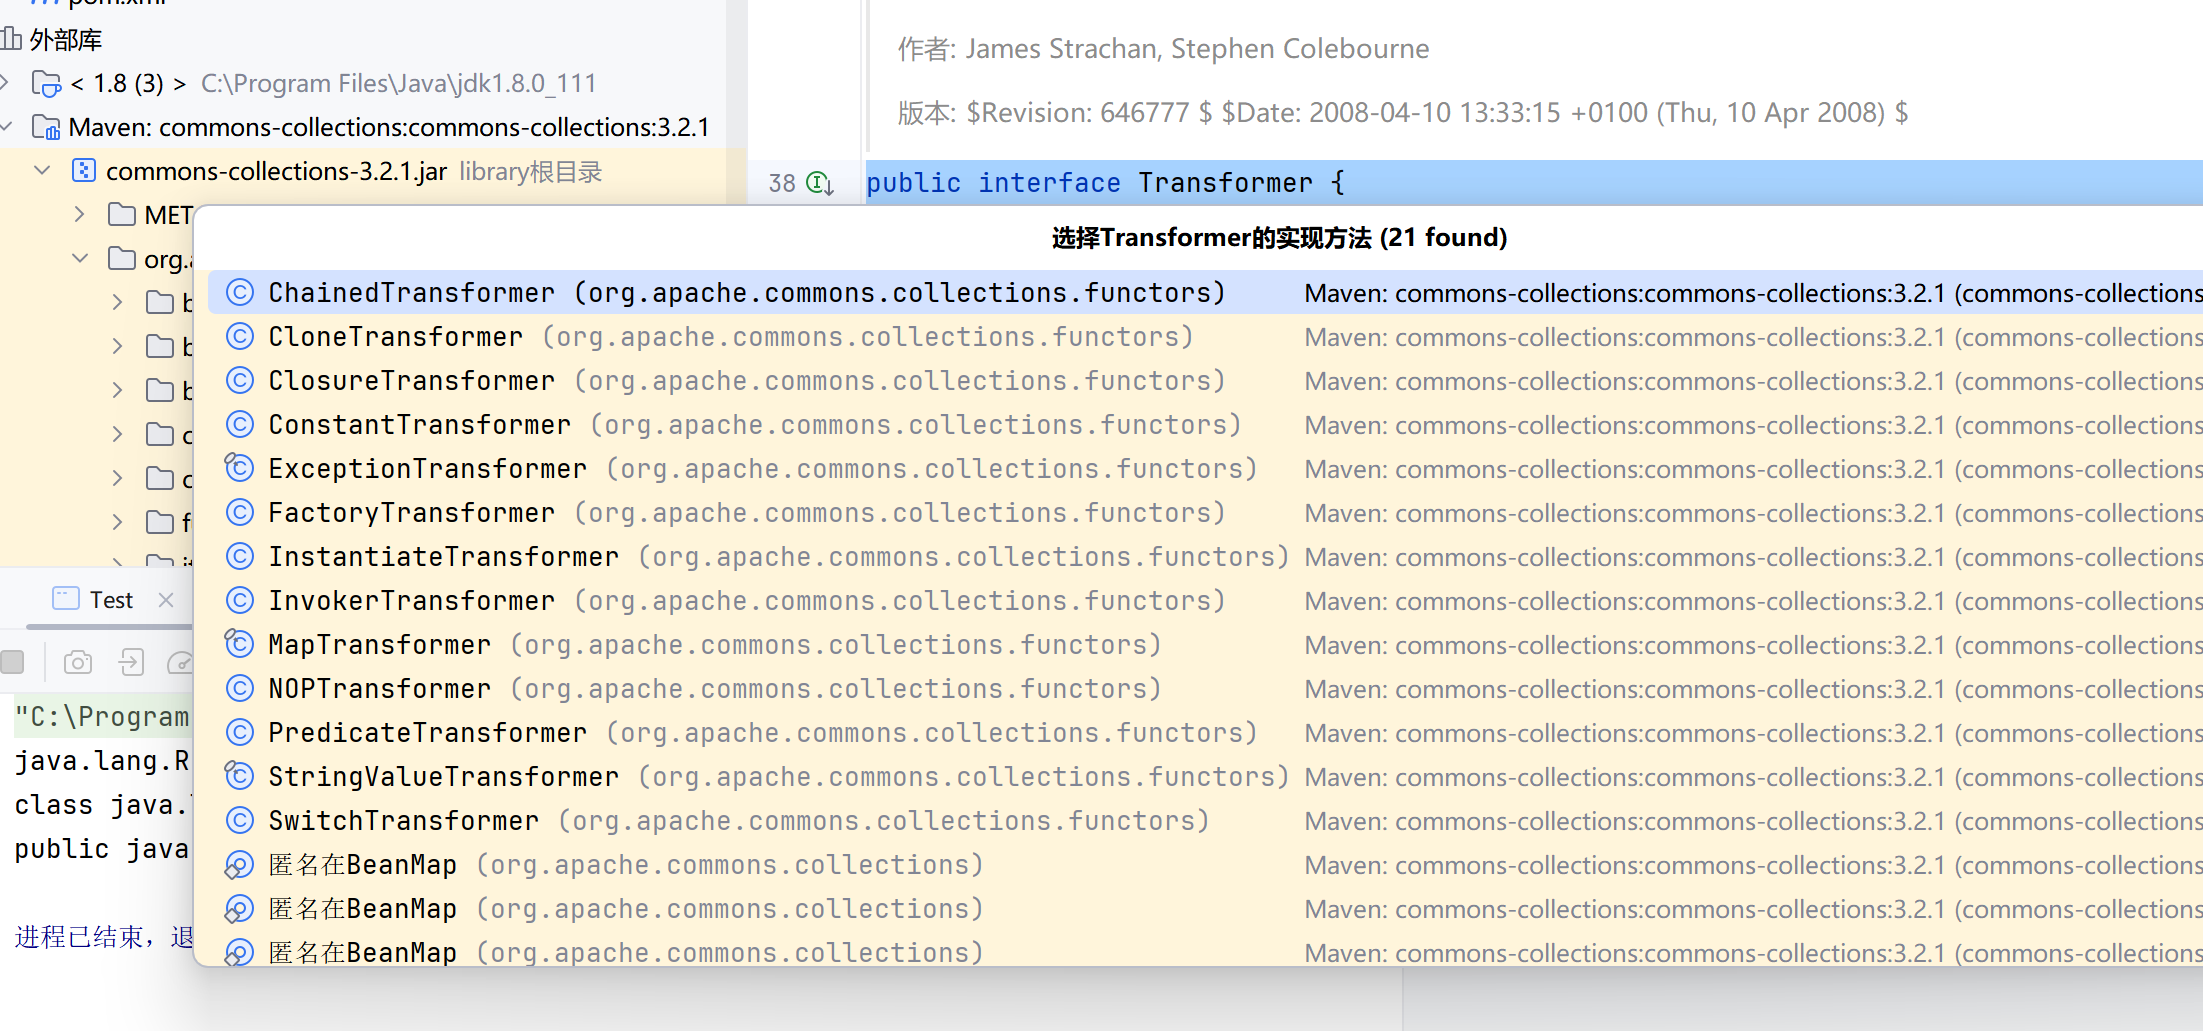 外部库
< 1.8 (3) > C:\Program Files\Java\jdk1.8.0_111
Maven: commons-collections:commons-collections:3.2.1
commons-collections-3.2.1.jar library根目录
MET
org.a
作者: James Strachan, Stephen Colebourne
版本: $Revision: 646777 $ $Date: 2008-04-10 13:33:15 +0100 (Thu, 10 Apr 2008) $
38 public interface Transformer {
选择Transformer的实现方法 (21 found)
ChainedTransformer (org.apache.commons.collections.functors) Maven: commons-collections:commons-collections:3.2.1 (commons-collections
CloneTransformer (org.apache.commons.collections.functors) Maven: commons-collections:commons-collections:3.2.1 (commons-collections
ClosureTransformer (org.apache.commons.collections.functors) Maven: commons-collections:commons-collections:3.2.1 (commons-collections
ConstantTransformer (org.apache.commons.collections.functors) Maven: commons-collections:commons-collections:3.2.1 (commons-collections
ExceptionTransformer (org.apache.commons.collections.functors) Maven: commons-collections:commons-collections:3.2.1 (commons-collections
FactoryTransformer (org.apache.commons.collections.functors) Maven: commons-collections:commons-collections:3.2.1 (commons-collections
InstantiateTransformer (org.apache.commons.collections.functors) Maven: commons-collections:commons-collections:3.2.1 (commons-collections
InvokerTransformer (org.apache.commons.collections.functors) Maven: commons-collections:commons-collections:3.2.1 (commons-collections
MapTransformer (org.apache.commons.collections.functors) Maven: commons-collections:commons-collections:3.2.1 (commons-collections
NOPTransformer (org.apache.commons.collections.functors) Maven: commons-collections:commons-collections:3.2.1 (commons-collections
PredicateTransformer (org.apache.commons.collections.functors) Maven: commons-collections:commons-collections:3.2.1 (commons-collections
StringValueTransformer (org.apache.commons.collections.functors) Maven: commons-collections:commons-collections:3.2.1 (commons-collections
SwitchTransformer (org.apache.commons.collections.functors) Maven: commons-collections:commons-collections:3.2.1 (commons-collections
匿名在BeanMap (org.apache.commons.collections) Maven: commons-collections:commons-collections:3.2.1 (commons-collections
匿名在BeanMap (org.apache.commons.collections) Maven: commons-collections:commons-collections:3.2.1 (commons-collections
匿名在BeanMap (org.apache.commons.collections) Maven: commons-collections:commons-collections:3.2.1 (commons-collections
Test
"C:\Program
java.lang.R
class java.
public java
进程已结束，退